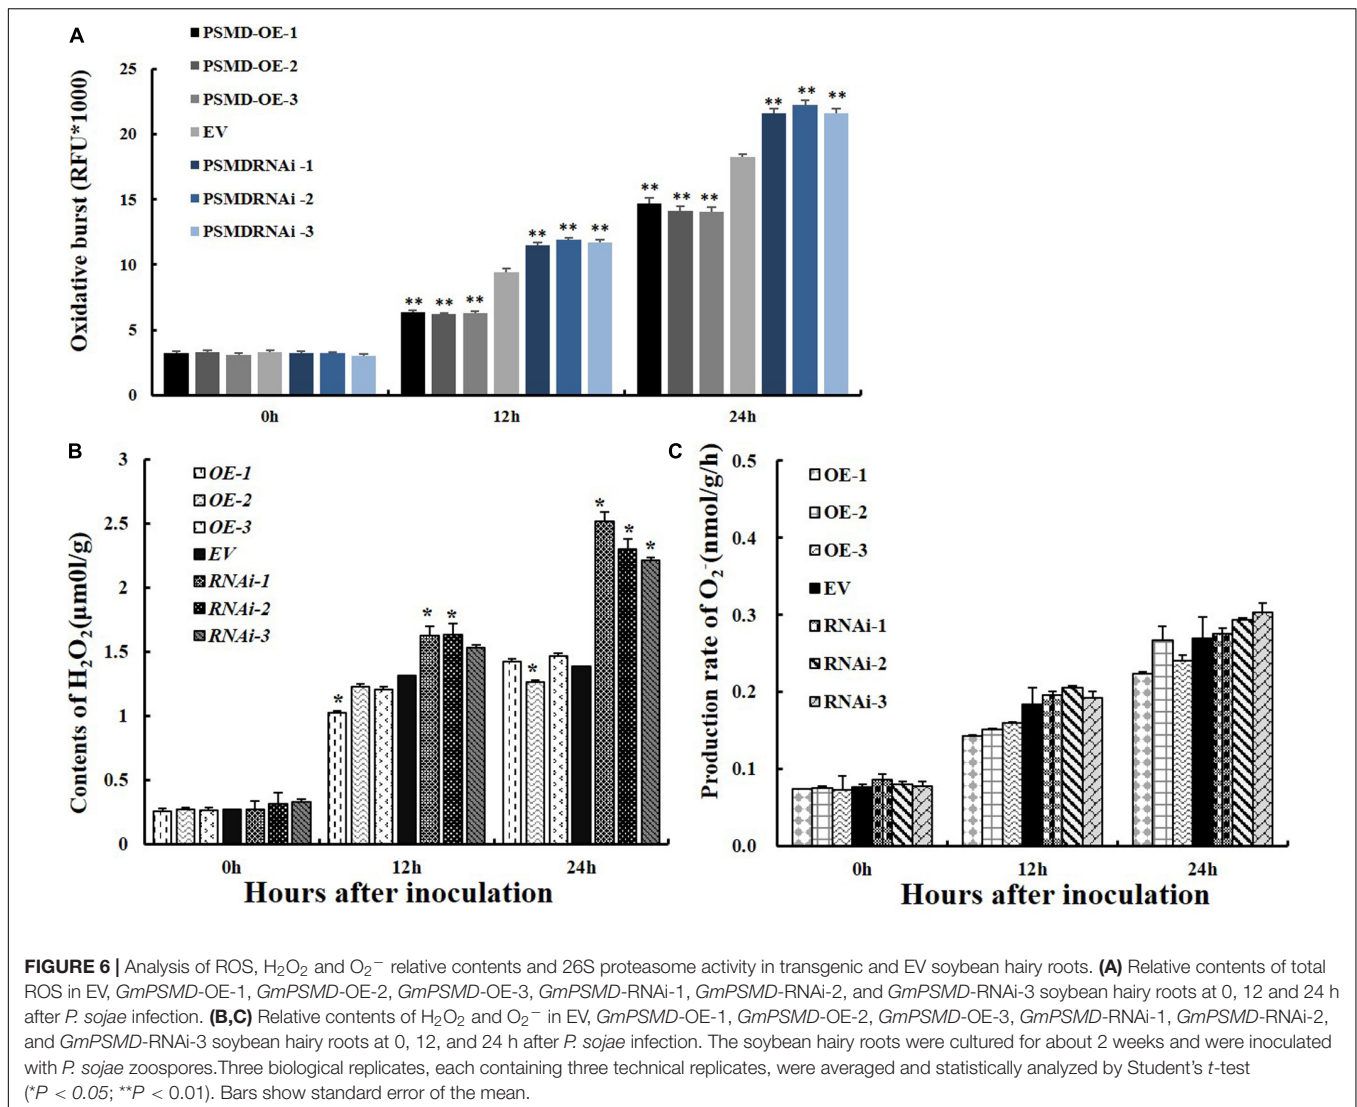 A
PSMD-OE-1
PSMD-OE-2
PSMD-OE-3
EV
PSMDRNAi -1
PSMDRNAi -2
PSMDRNAi -3
Oxidative burst (RFU*1000)
25
20
15
10
5
0
** ** ** ** ** **
** ** ** ** ** **
0h 12h 24h
B
OE-1
OE-2
OE-3
EV
RNAi-1
RNAi-2
RNAi-3
Contents of H₂O₂(μm0l/g)
3
2.5
2
1.5
1
0.5
0
* * * * * * *
0h 12h 24h
Hours after inoculation
C
OE-1
OE-2
OE-3
EV
RNAi-1
RNAi-2
RNAi-3
Production rate of O₂⁻(nmol/g/h)
0.5
0.4
0.3
0.2
0.1
0.0
0h 12h 24h
Hours after inoculation
FIGURE 6 | Analysis of ROS, H₂O₂ and O₂⁻ relative contents and 26S proteasome activity in transgenic and EV soybean hairy roots. (A) Relative contents of total
ROS in EV, GmPSMD-OE-1, GmPSMD-OE-2, GmPSMD-OE-3, GmPSMD-RNAi-1, GmPSMD-RNAi-2, and GmPSMD-RNAi-3 soybean hairy roots at 0, 12 and 24 h
after P. sojae infection. (B,C) Relative contents of H₂O₂ and O₂⁻ in EV, GmPSMD-OE-1, GmPSMD-OE-2, GmPSMD-OE-3, GmPSMD-RNAi-1, GmPSMD-RNAi-2,
and GmPSMD-RNAi-3 soybean hairy roots at 0, 12, and 24 h after P. sojae infection. The soybean hairy roots were cultured for about 2 weeks and were inoculated
with P. sojae zoospores.Three biological replicates, each containing three technical replicates, were averaged and statistically analyzed by Student's t-test
(*P < 0.05; **P < 0.01). Bars show standard error of the mean.